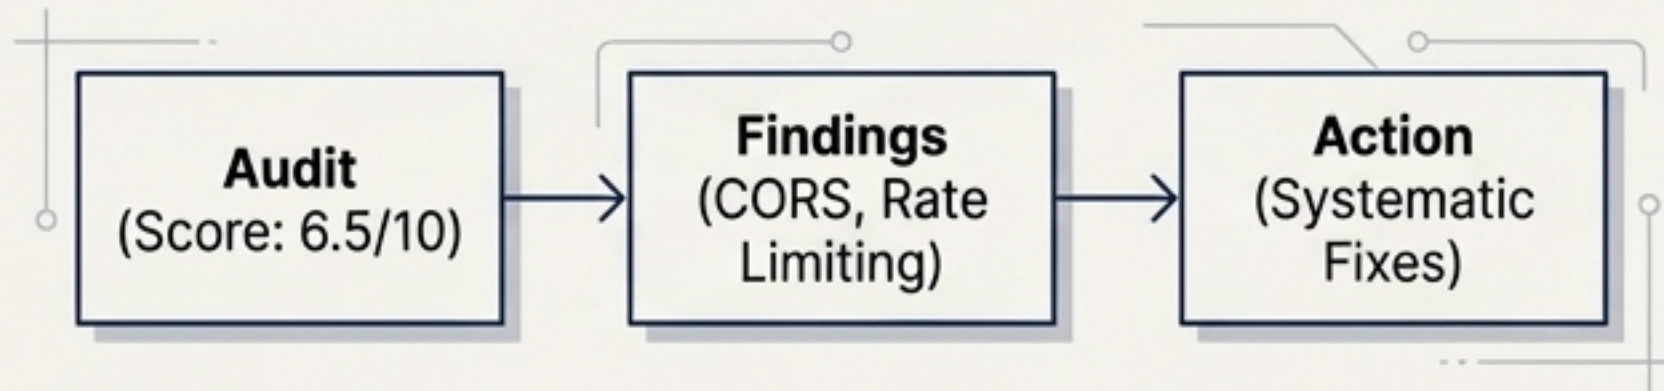 Audit
(Score: 6.5/10)
Findings
(CORS, Rate
Limiting)
Action
(Systematic
Fixes)